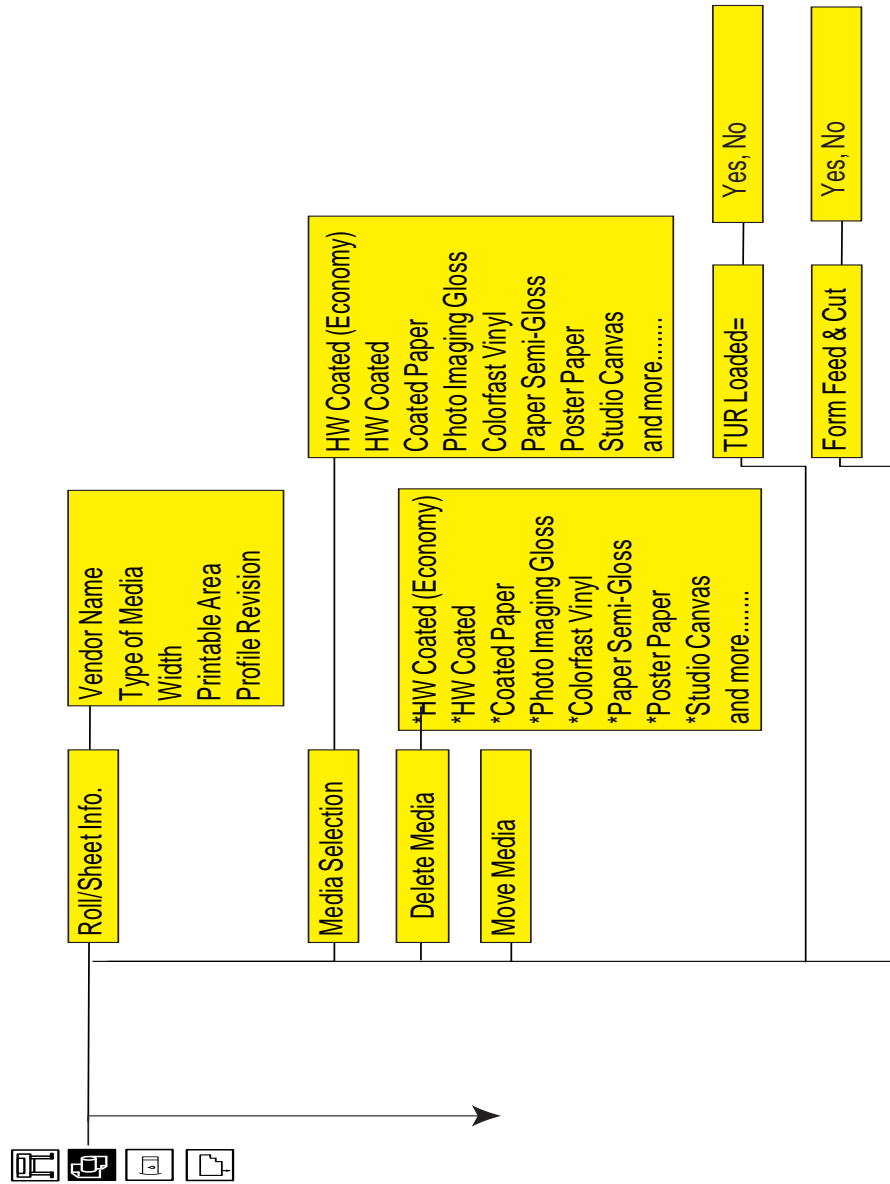 Roll/Sheet Info.
Vendor Name
Type of Media
Width
Printable Area
Profile Revision
Media Selection
HW Coated (Economy)
HW Coated
Coated Paper
Photo Imaging Gloss
Colorfast Vinyl
Paper Semi-Gloss
Poster Paper
Studio Canvas
and more........
Delete Media
*HW Coated (Economy)
*HW Coated
*Coated Paper
*Photo Imaging Gloss
*Colorfast Vinyl
*Paper Semi-Gloss
*Poster Paper
*Studio Canvas
and more........
Move Media
TUR Loaded=
Yes, No
Form Feed & Cut
Yes, No